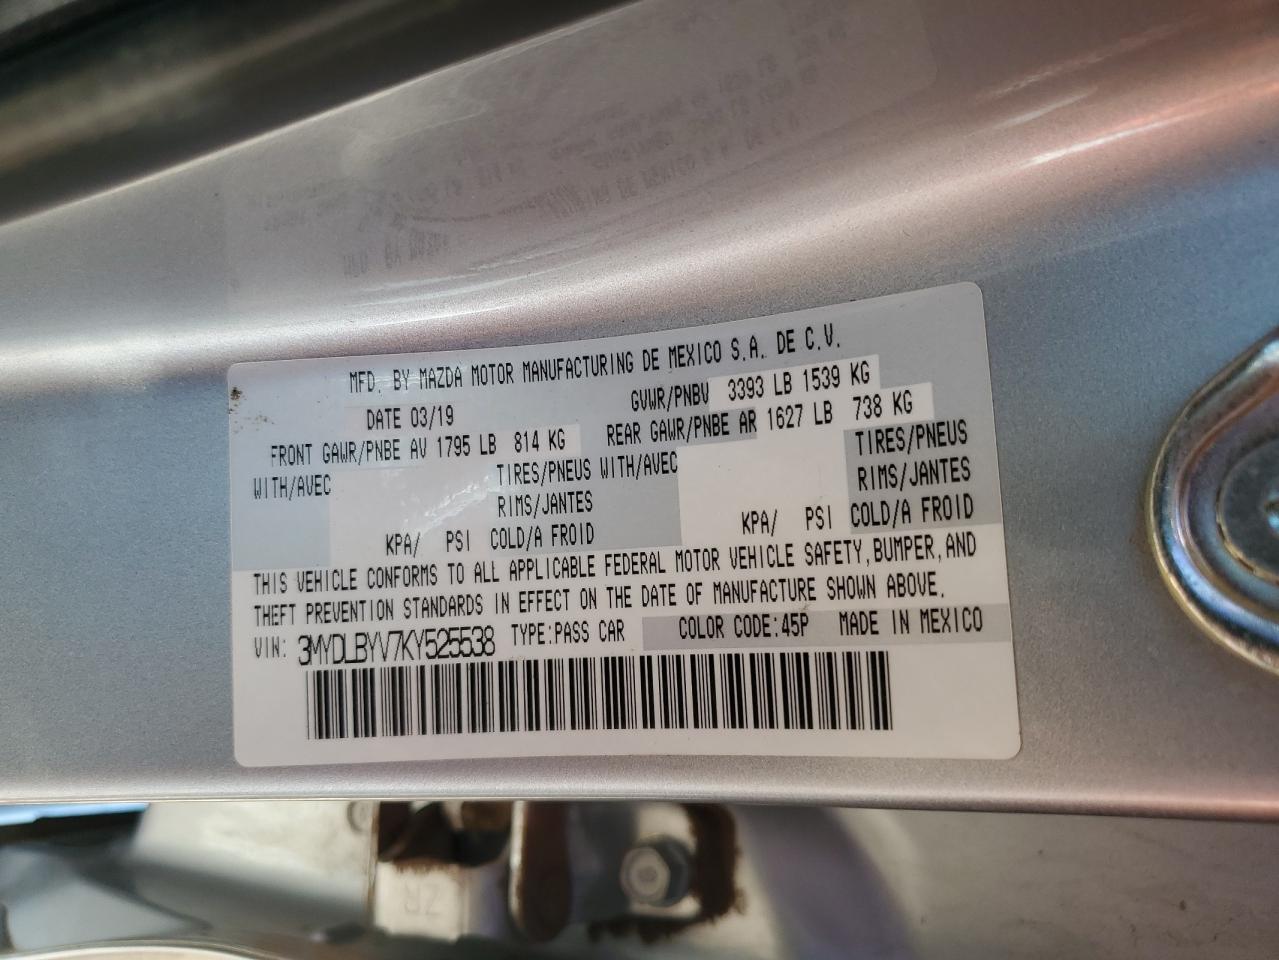 MFD. BY MAZDA MOTOR MANUFACTURING DE MEXICO S.A. DE C.V.
DATE 03/19 GVWR/PNBV 3393 LB 1539 KG
FRONT GAWR/PNBE AV 1795 LB 814 KG REAR GAWR/PNBE AR 1627 LB 738 KG
WITH/AVEC TIRES/PNEUS WITH/AVEC TIRES/PNEUS
RIMS/JANTES RIMS/JANTES
KPA/ PSI COLD/A FROID KPA/ PSI COLD/A FROID
THIS VEHICLE CONFORMS TO ALL APPLICABLE FEDERAL MOTOR VEHICLE SAFETY, BUMPER, AND
THEFT PREVENTION STANDARDS IN EFFECT ON THE DATE OF MANUFACTURE SHOWN ABOVE.
VIN: 3MYDLBYV7KY525538 TYPE:PASS CAR COLOR CODE:45P MADE IN MEXICO